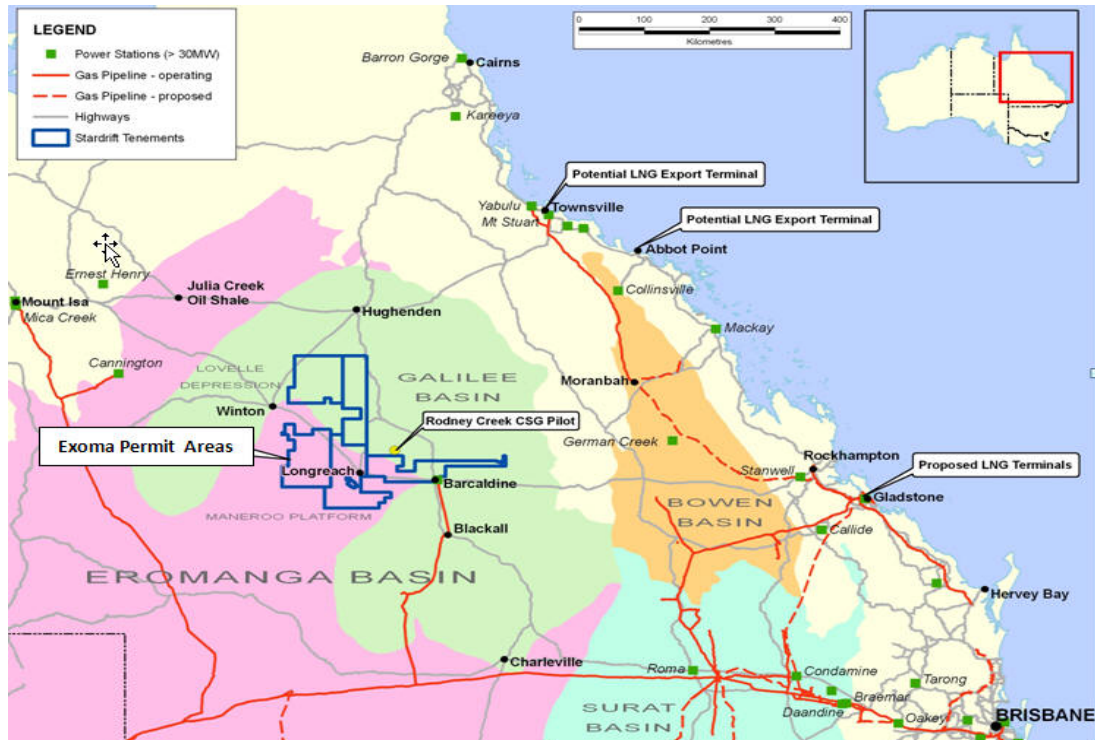 LEGEND
Power Stations (> 30MW)
Gas Pipeline - operating
Gas Pipeline - proposed
Highways
Stardrift Tenements
0 50 100 200 300 400
Kilometres
Barron Gorge
Cairns
Kareeya
Potential LNG Export Terminal
Yabulu
Townsville
Mt Stuart
Potential LNG Export Terminal
Abbot Point
Ernest Henry
Julia Creek
Oil Shale
Collinsville
Mount Isa
Mica Creek
Hughenden
Mackay
Cannington
LOVELLE
DEPRESSION
GALILEE
BASIN
Moranbah
Winton
Rodney Creek CSG Pilot
Exoma Permit Areas
German Creek
Longreach
Barcaldine
Stanwell
Rockhampton
Proposed LNG Terminals
Gladstone
MANEROO PLATFORM
BOWEN
BASIN
Blackall
Callide
EROMANGA BASIN
Hervey Bay
Charleville
Roma
Condamine
Tarong
Braemar
Daandine
SURAT
BASIN
Oakey
BRISBANE